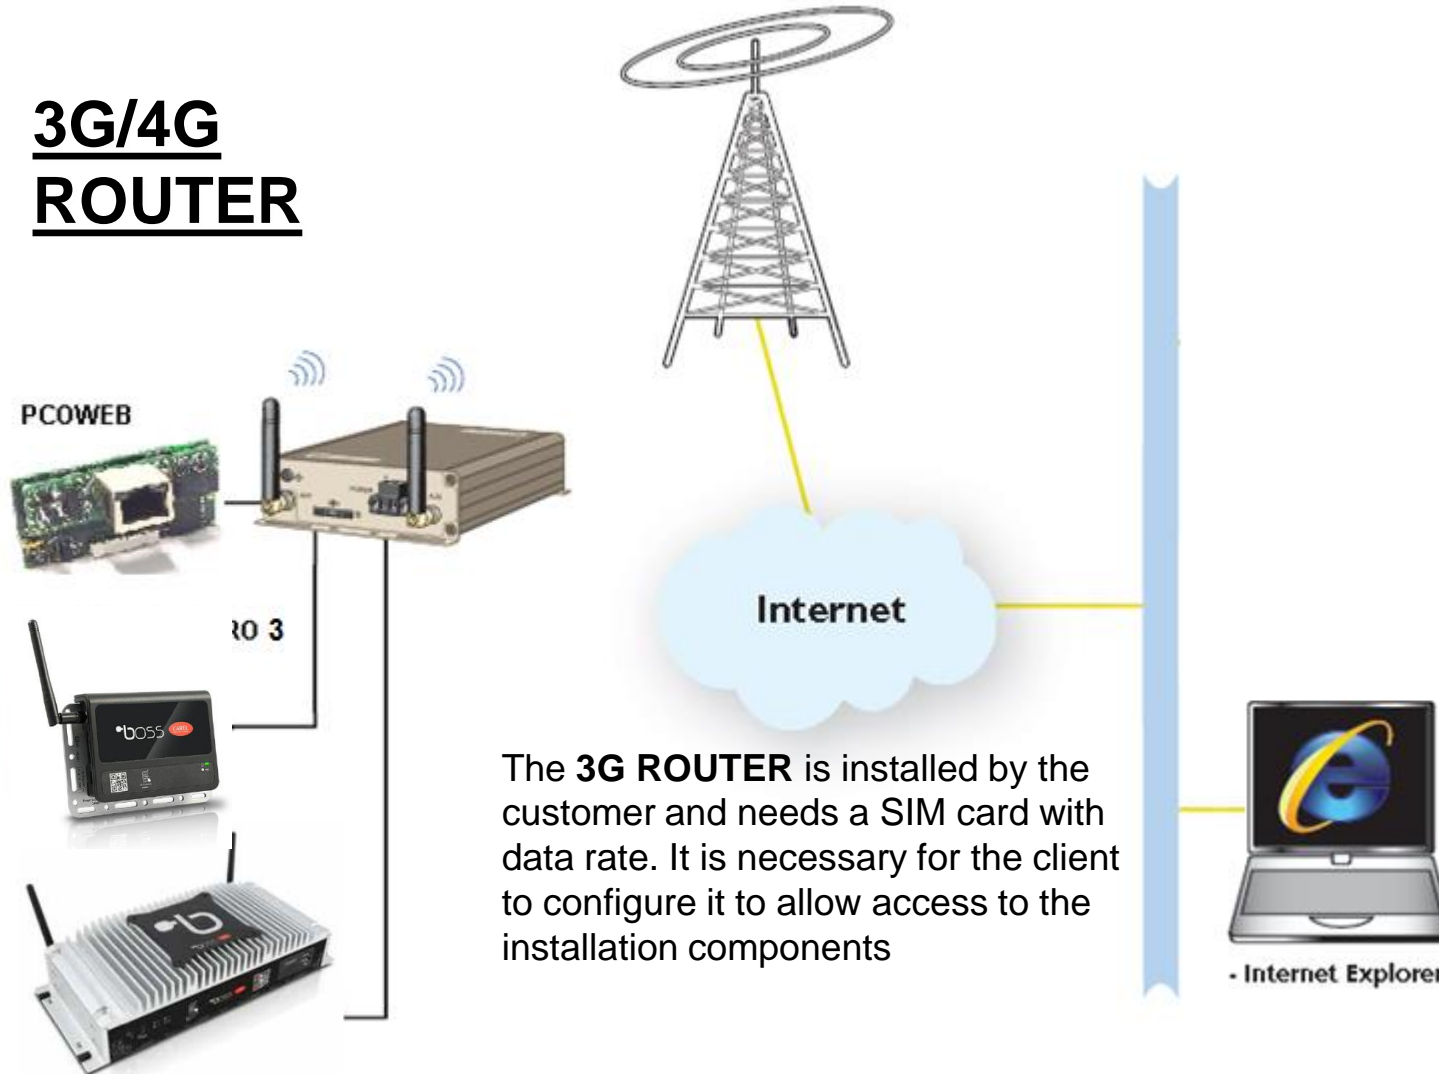 3G/4G
ROUTER
PCOWEB
RO 3
boss
CAREL
b
boss
Internet
The 3G ROUTER is installed by the
customer and needs a SIM card with
data rate. It is necessary for the client
to configure it to allow access to the
installation components
- Internet Explorer